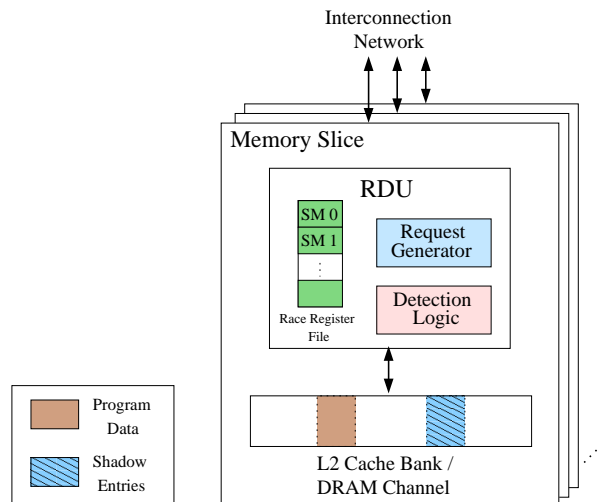 Interconnection
Network
Memory Slice
RDU
SM 0
SM 1
⋮
Race Register
File
Request
Generator
Detection
Logic
L2 Cache Bank /
DRAM Channel
Program
Data
Shadow
Entries